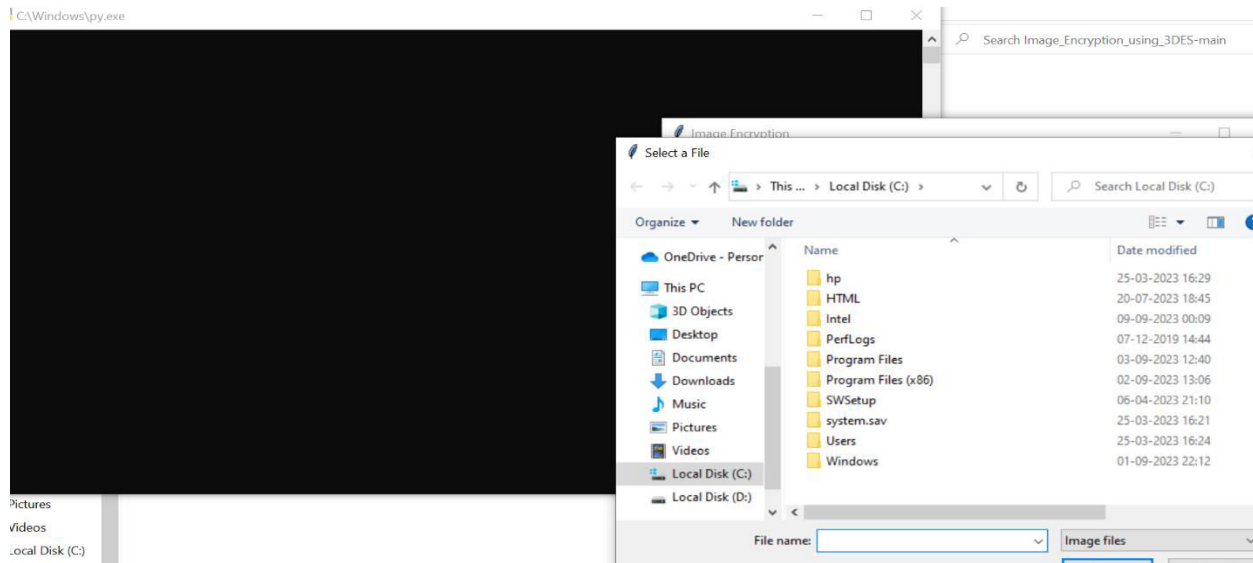 C:\Windows\py.exe
Search Image_Encryption_using_3DES-main
Image Encryption
Select a File
This ... > Local Disk (C:) >
Search Local Disk (C:)
Organize
New folder
Name
Date modified
OneDrive - Person
This PC
3D Objects
Desktop
Documents
Downloads
Music
Pictures
Videos
Local Disk (C:)
Local Disk (D:)
hp 25-03-2023 16:29
HTML 20-07-2023 18:45
Intel 09-09-2023 00:09
PerfLogs 07-12-2019 14:44
Program Files 03-09-2023 12:40
Program Files (x86) 02-09-2023 13:06
SWSetup 06-04-2023 21:10
system.sav 25-03-2023 16:21
Users 25-03-2023 16:24
Windows 01-09-2023 22:12
File name:
Image files
Pictures
Videos
Local Disk (C:)